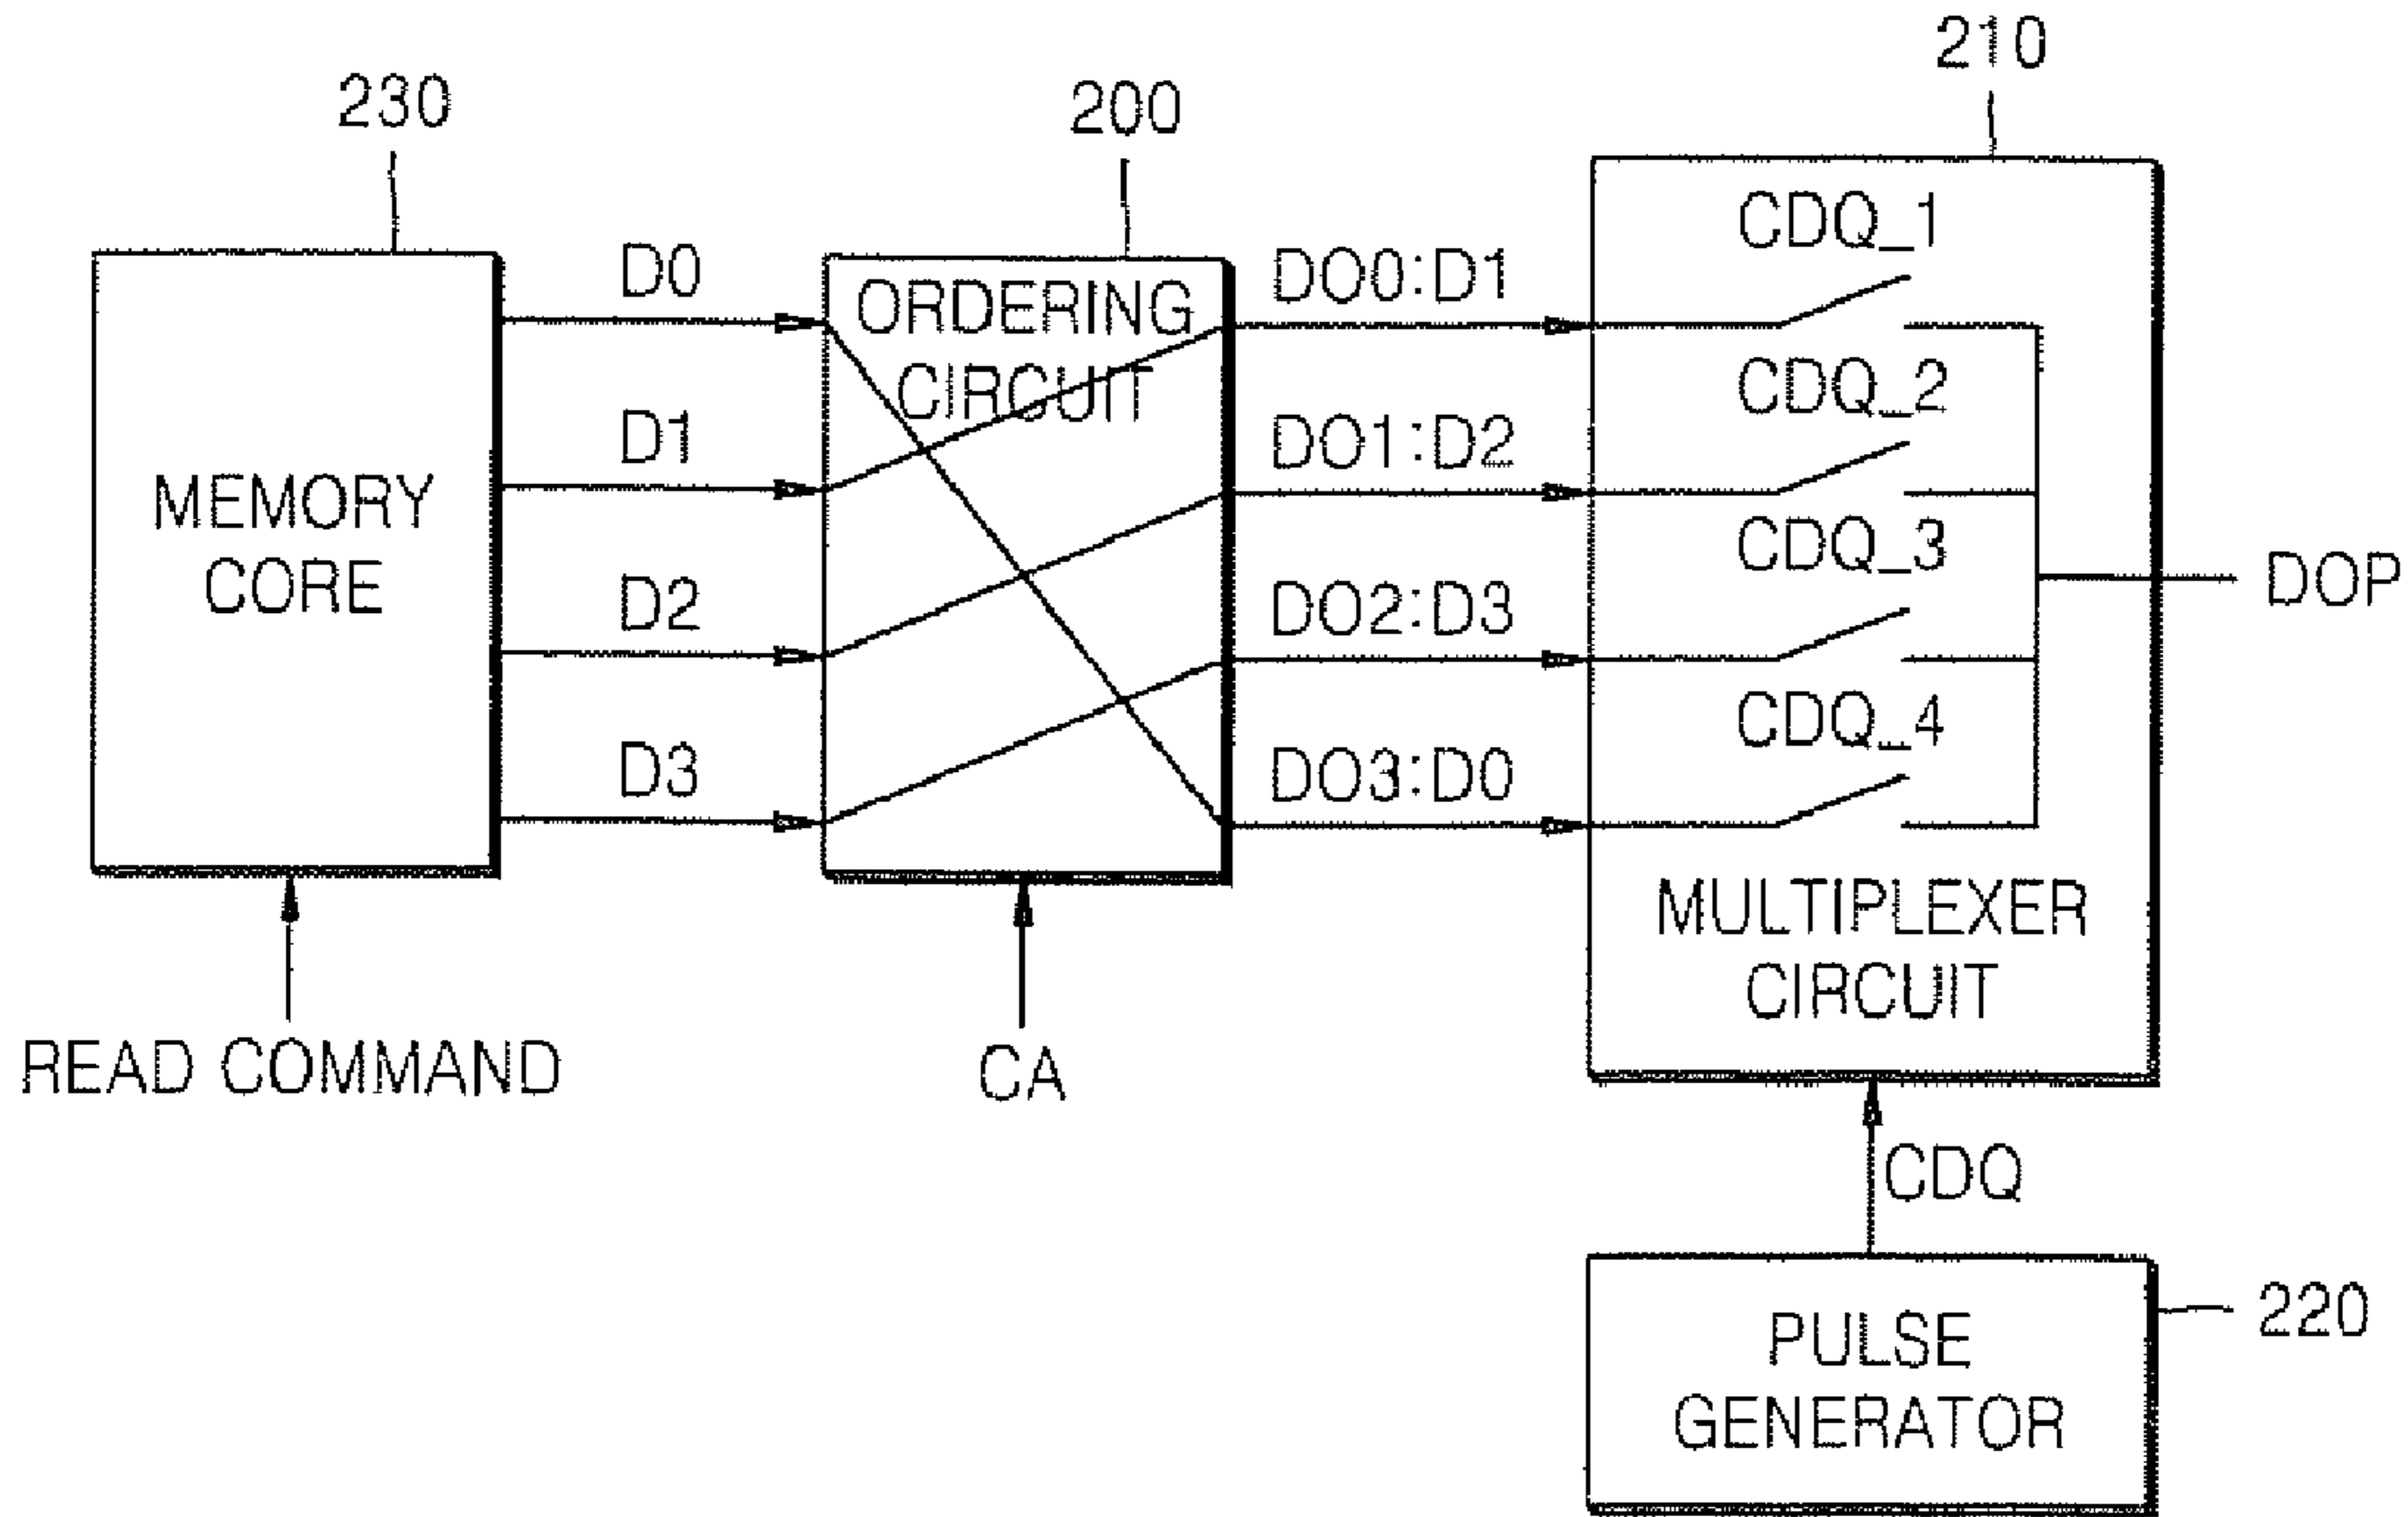 210
230
200
CDQ_1
D0
ORDERING
CIRCUIT
DO0:D1
CDQ_2
D1
DO1:D2
MEMORY
CORE
CDQ_3
DOP
D2
DO2:D3
CDQ_4
D3
DO3:D0
MULTIPLEXER
CIRCUIT
READ COMMAND
CA
CDQ
PULSE
GENERATOR
220